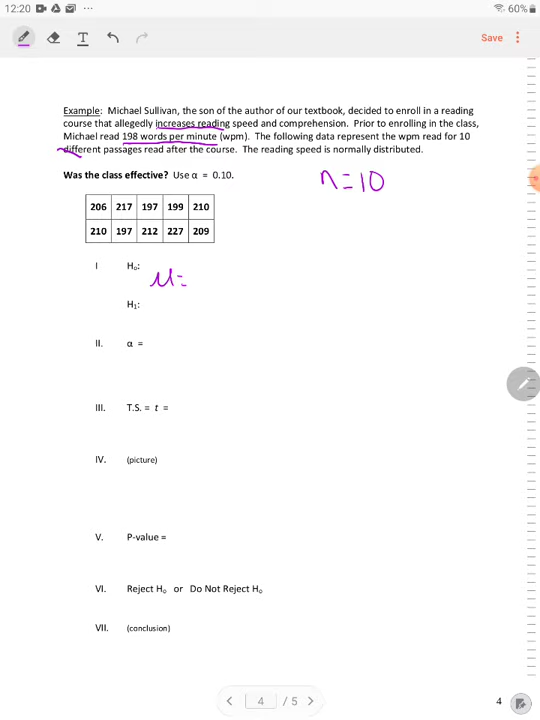 12:20 60%
Save
Example: Michael Sullivan, the son of the author of our textbook, decided to enroll in a reading
course that allegedly increases reading speed and comprehension. Prior to enrolling in the class,
Michael read 198 words per minute (wpm). The following data represent the wpm read for 10
different passages read after the course. The reading speed is normally distributed.
Was the class effective? Use α = 0.10.
n = 10
206 217 197 199 210
210 197 212 227 209
I H₀:
μ =
H₁:
II. α =
III. T.S. = t =
IV. (picture)
V. P-value =
VI. Reject H₀ or Do Not Reject H₀
VII. (conclusion)
4 / 5
4